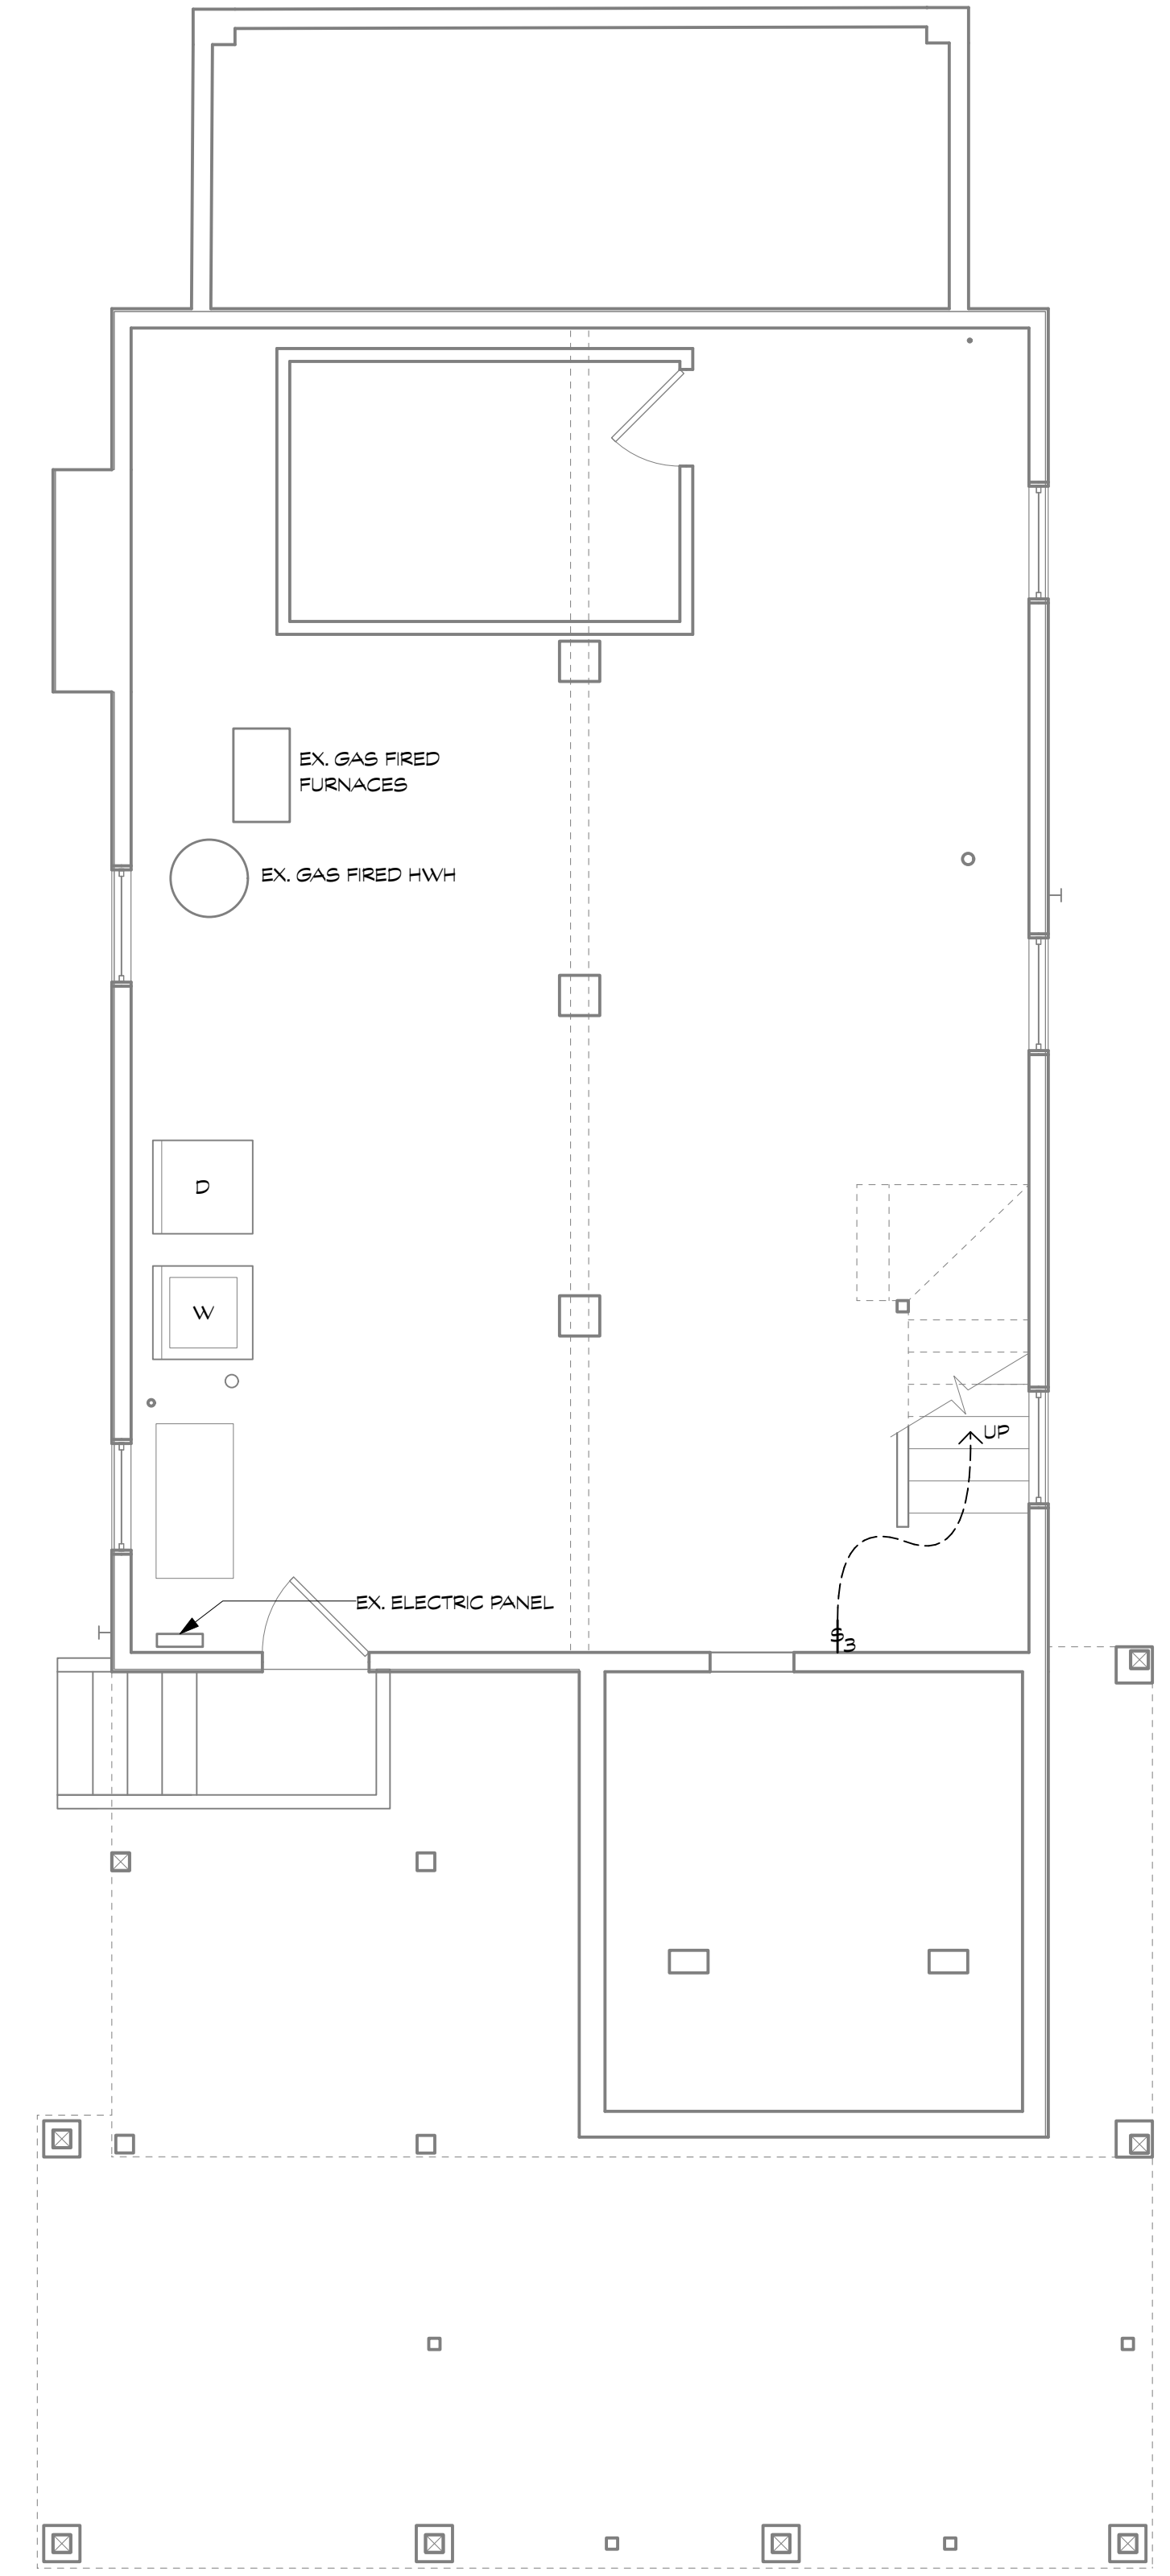 EX. GAS FIRED
FURNACES
EX. GAS FIRED HWH
D
W
UP
EX. ELECTRIC PANEL
$3